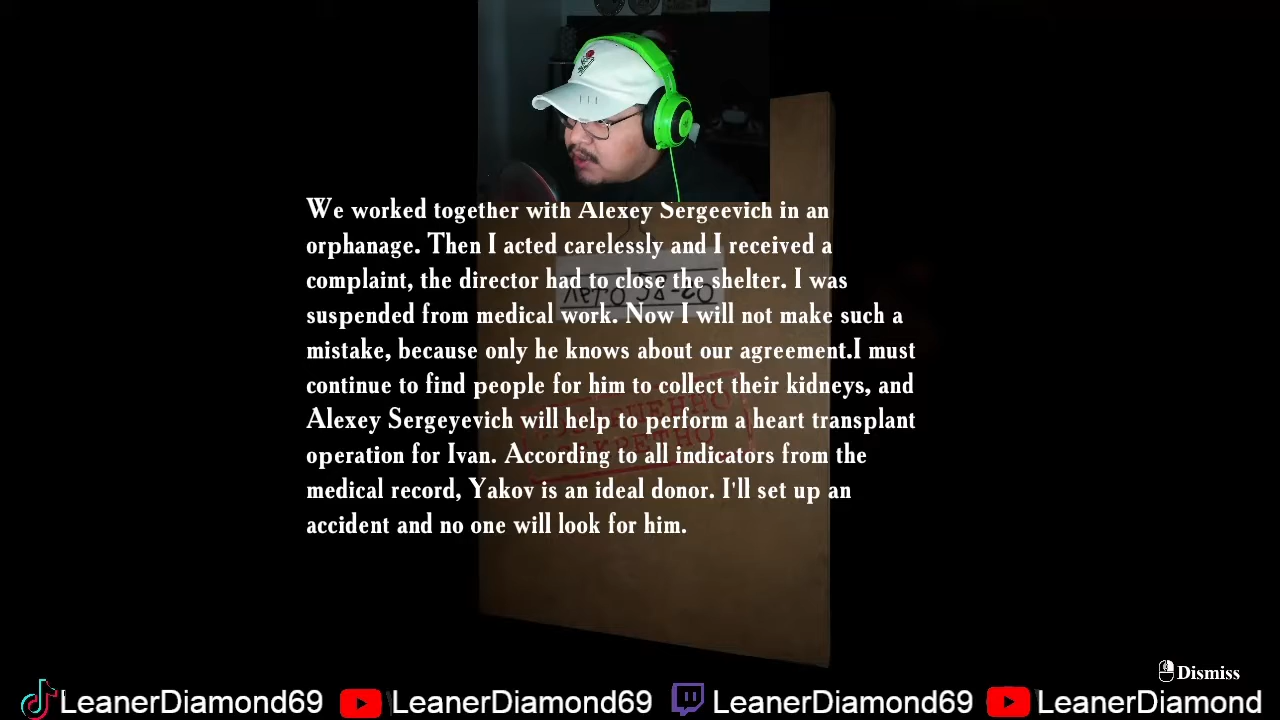 We worked together with Alexey Sergeevich in an
orphanage. Then I acted carelessly and I received a
complaint, the director had to close the shelter. I was
suspended from medical work. Now I will not make such a
mistake, because only he knows about our agreement.I must
continue to find people for him to collect their kidneys, and
Alexey Sergeyevich will help to perform a heart transplant
operation for Ivan. According to all indicators from the
medical record, Yakov is an ideal donor. I'll set up an
accident and no one will look for him.
Dismiss
LeanerDiamond69 LeanerDiamond69 LeanerDiamond69 LeanerDiamond